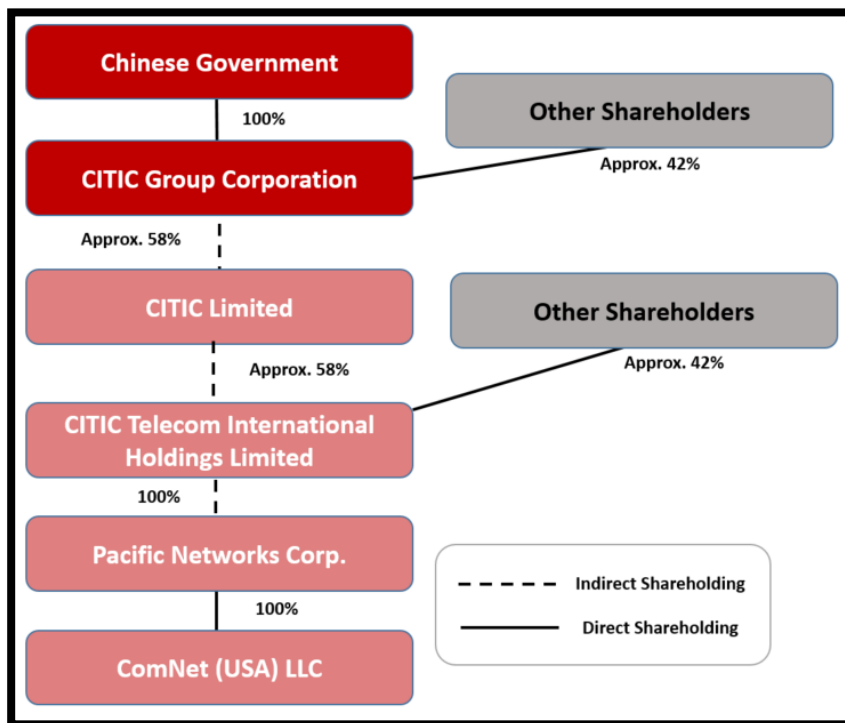 Chinese Government
100%
Other Shareholders
Approx. 42%
CITIC Group Corporation
Approx. 58%
CITIC Limited
Other Shareholders
Approx. 58%
Approx. 42%
CITIC Telecom International
Holdings Limited
100%
Pacific Networks Corp.
100%
ComNet (USA) LLC
Indirect Shareholding
Direct Shareholding